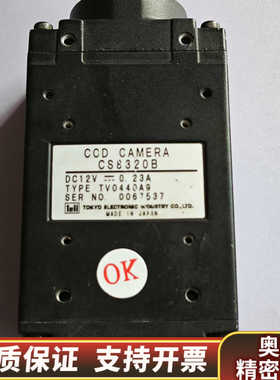 CCD CAMERA
CS8320B
DC12V ⎓ 0.23A
TYPE TV0440A9
SER NO. 0067537
TOKYO ELECTRONIC INDUSTRY CO.,LTD.
MADE IN JAPAN
OK
质保证 支持开票
奥
精密